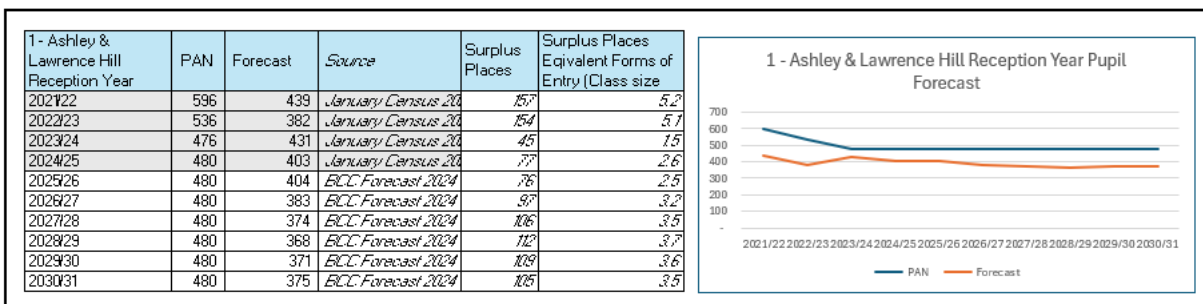 1 - Ashley &
Lawrence Hill
Reception Year
PAN
Forecast
Source
Surplus
Places
Surplus Places
Eqivalent Forms of
Entry (Class size
2021/22 596 439 January Census 20 157 5.2
2022/23 536 382 January Census 20 154 5.1
2023/24 476 431 January Census 20 45 1.5
2024/25 480 403 January Census 20 77 2.6
2025/26 480 404 BCC Forecast 2024 76 2.5
2026/27 480 383 BCC Forecast 2024 97 3.2
2027/28 480 374 BCC Forecast 2024 106 3.5
2028/29 480 368 BCC Forecast 2024 112 3.7
2029/30 480 371 BCC Forecast 2024 109 3.6
2030/31 480 375 BCC Forecast 2024 105 3.5
1 - Ashley & Lawrence Hill Reception Year Pupil
Forecast
700
600
500
400
300
200
100
-
2021/22 2022/23 2023/24 2024/25 2025/26 2026/27 2027/28 2028/29 2029/30 2030/31
PAN Forecast